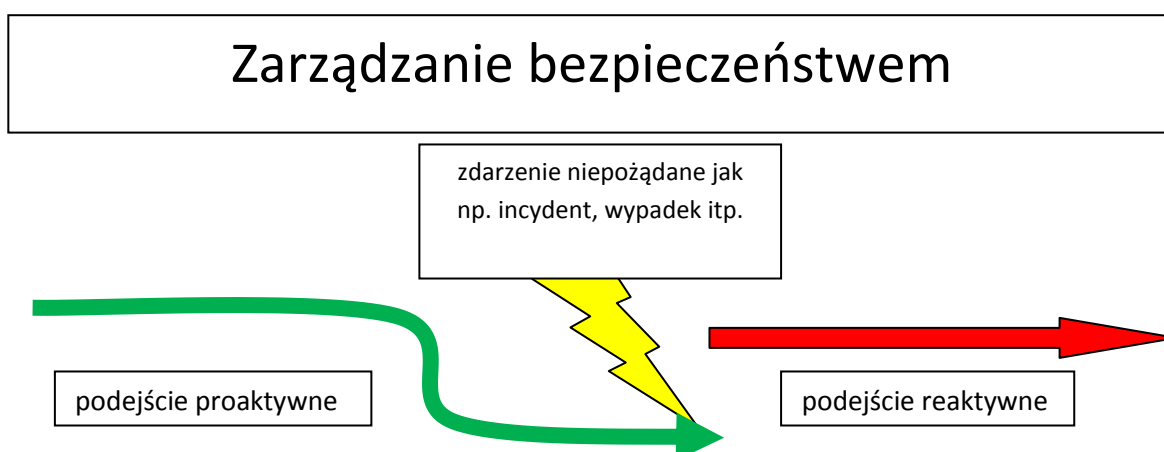 Zarządzanie bezpieczeństwem
zdarzenie niepożądane jak
np. incydent, wypadek itp.
podejście proaktywne
podejście reaktywne